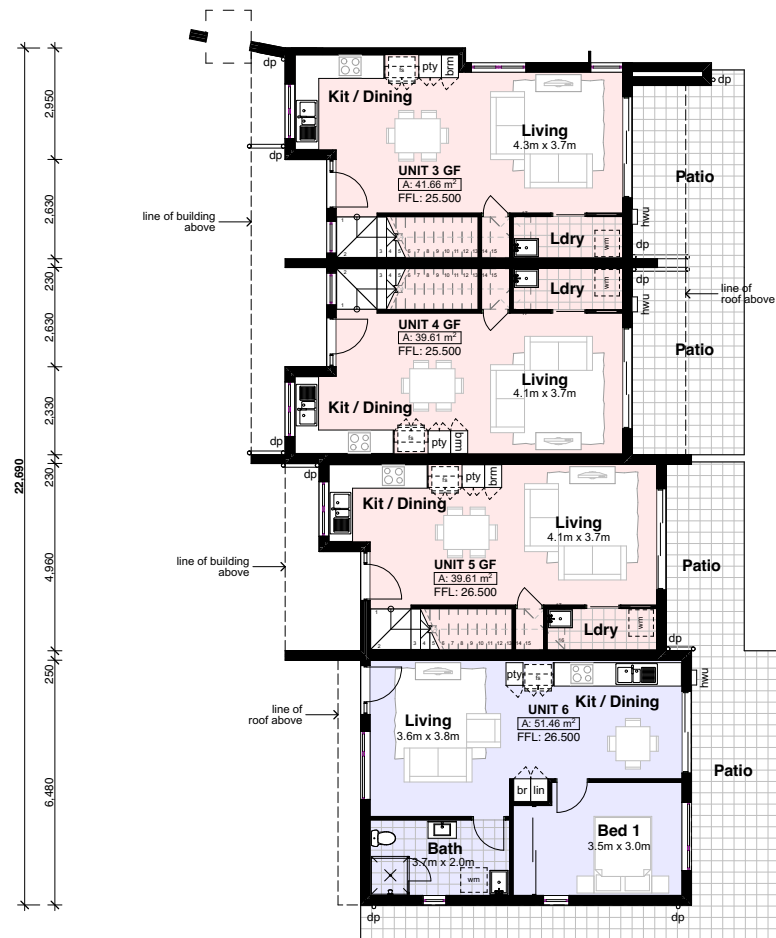 dp
pty
brm
dp
Kit / Dining
Living
4.3m x 3.7m
dp
UNIT 3 GF
A: 41.66 m²
FFL: 25.500
Patio
line of building
above
hwu
Ldry
wm
dp
Ldry
wm
dp
hwu
line of
roof above
UNIT 4 GF
A: 39.61 m²
FFL: 25.500
Patio
Living
4.1m x 3.7m
Kit / Dining
pty
brm
dp
dp
pty
brm
Kit / Dining
Living
4.1m x 3.7m
line of building
above
UNIT 5 GF
A: 39.61 m²
FFL: 26.500
Patio
Ldry
wm
dp
pty
hwu
Kit / Dining
line of
roof above
Living
3.6m x 3.8m
UNIT 6
A: 51.46 m²
FFL: 26.500
Patio
br
lin
Bath
3.7m x 2.0m
wm
Bed 1
3.5m x 3.0m
dp
dp
22.690
2.950
2.630
230
2.630
2.330
230
4.960
250
6.480